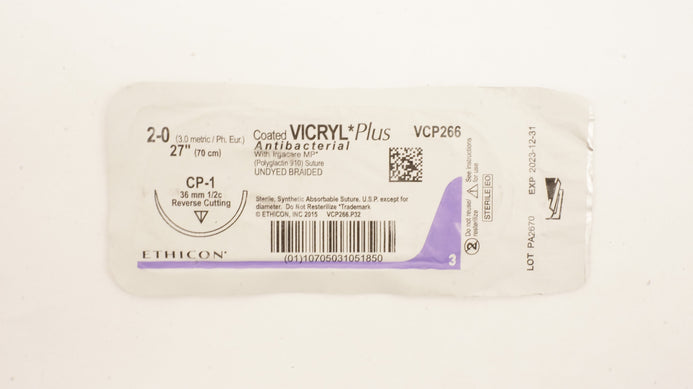 2-0 (3.0 metric / Ph. Eur.)
27" (70 cm)
CP-1
36 mm 1/2c
Reverse Cutting
ETHICON*
Coated VICRYL* Plus VCP266
Antibacterial
With Irgacare MP*
(Polyglactin 910) Suture
UNDYED BRAIDED
Sterile, Synthetic Absorbable Suture. U.S.P. except for
diameter. Do Not Resterilize *Trademark
© ETHICON, INC 2015 VCP266.P32
(01)10705031051850
3
2 Do not reuse/
resterilize
See instructions
for use
STERILE EO
LOT PA2670 EXP 2023-12-31